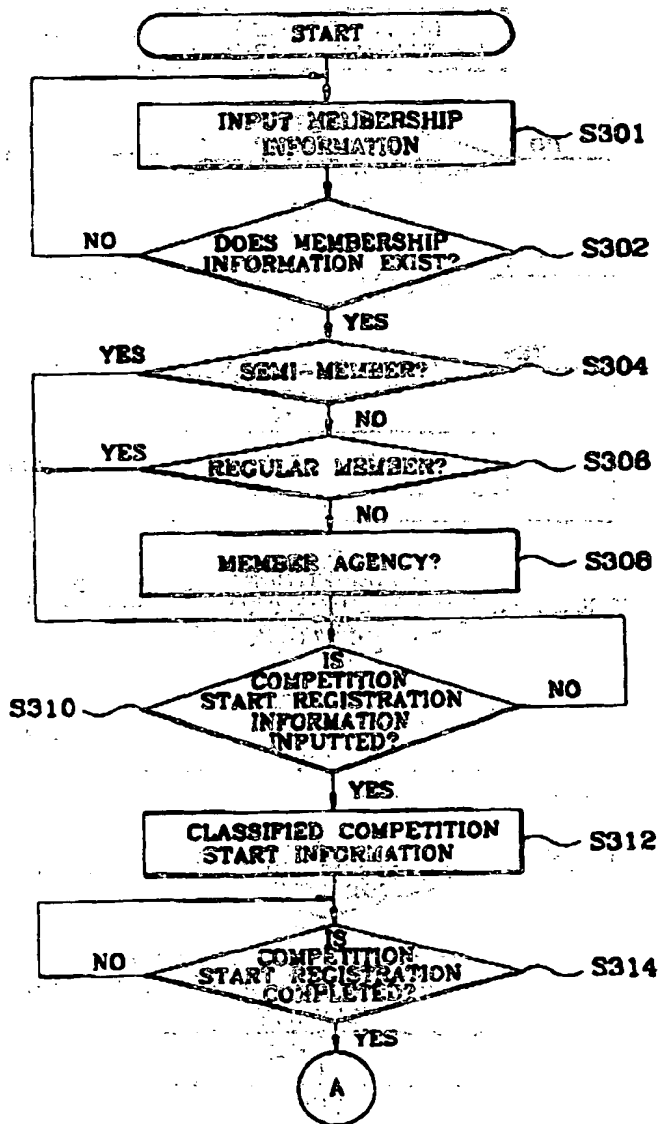 START
INPUT MEMBERSHIP
INFORMATION
S301
DOES MEMBERSHIP
INFORMATION EXIST?
S302
NO
YES
SEMI-MEMBER?
S304
YES
NO
REGULAR MEMBER?
S306
YES
NO
MEMBER AGENCY?
S308
IS
COMPETITION
START REGISTRATION
INFORMATION
INPUTTED?
S310
NO
YES
CLASSIFIED COMPETITION
START INFORMATION
S312
IS
COMPETITION
START REGISTRATION
COMPLETED?
S314
NO
YES
A